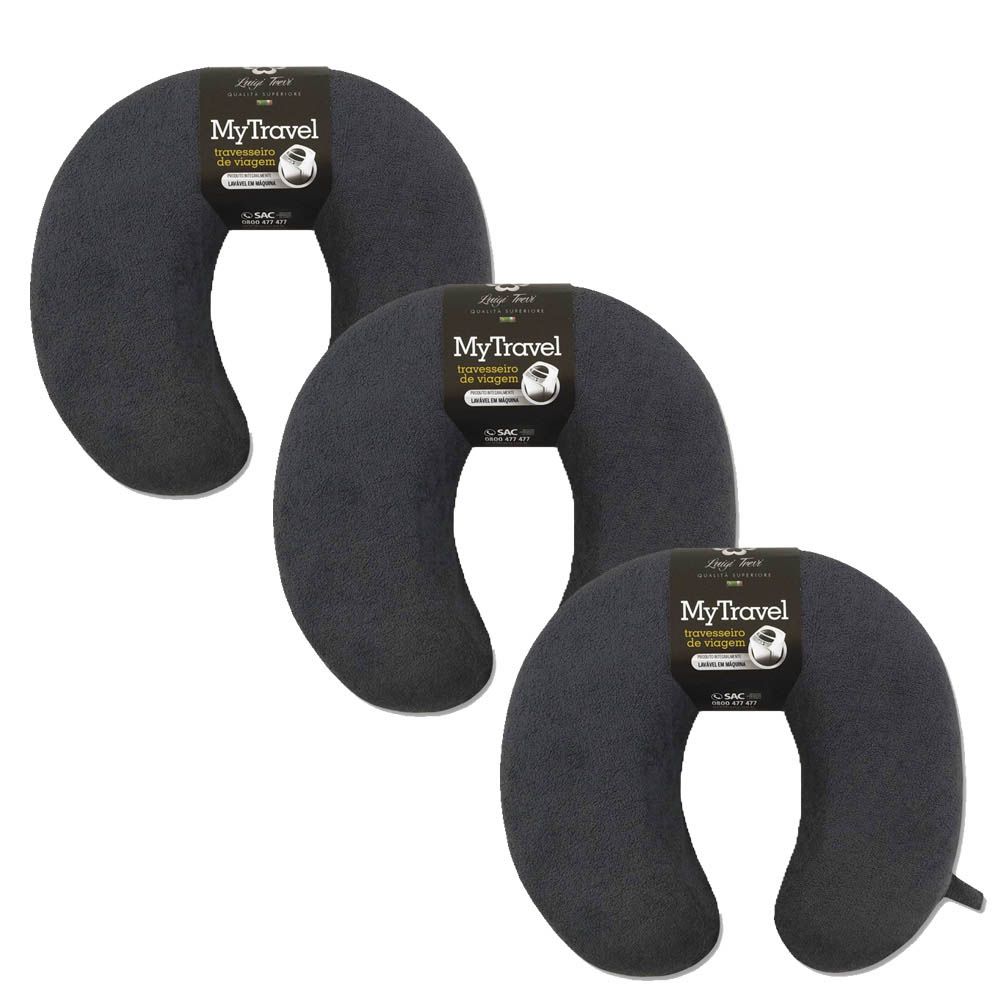 Luigi Trevi
QUALITÀ SUPERIORE
MyTravel
travesseiro
de viagem
PRODUTO INTEGRALMENTE
LAVÁVEL EM MÁQUINA
SAC
0800 477 477
Luigi Trevi
QUALITÀ SUPERIORE
MyTravel
travesseiro
de viagem
PRODUTO INTEGRALMENTE
LAVÁVEL EM MÁQUINA
SAC
0800 477 477
Luigi Trevi
QUALITÀ SUPERIORE
MyTravel
travesseiro
de viagem
PRODUTO INTEGRALMENTE
LAVÁVEL EM MÁQUINA
SAC
0800 477 477